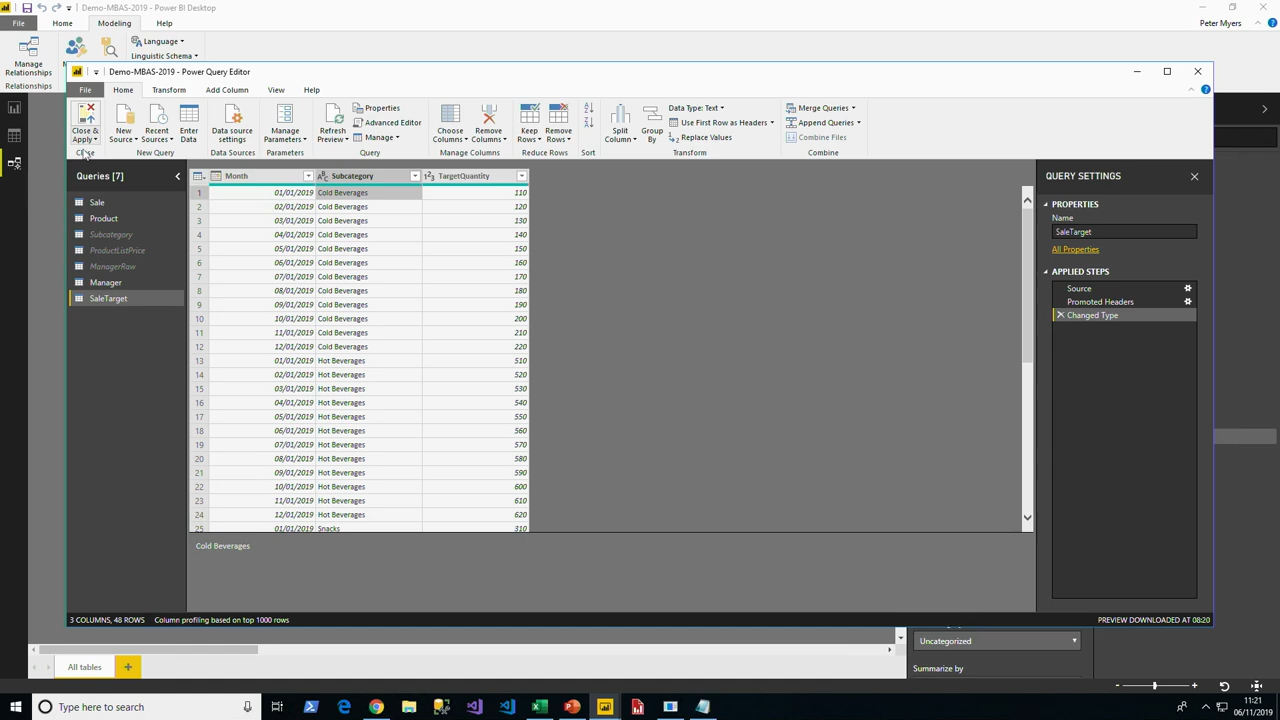 Demo-MBAS-2019 - Power BI Desktop
File Home Modeling Help
Peter Myers
Language
Linguistic Schema
Manage
Relationships
Relationships
Demo-MBAS-2019 - Power Query Editor
File Home Transform Add Column View Help
Close &
Apply
New
Source
Recent
Sources
Enter
Data
Data source
settings
Manage
Parameters
Refresh
Preview
Properties
Advanced Editor
Manage
Choose
Columns
Remove
Columns
Keep
Rows
Remove
Rows
Split
Column
Group
By
Data Type: Text
Use First Row as Headers
Replace Values
Merge Queries
Append Queries
Combine Files
Close New Query Data Sources Parameters Query Manage Columns Reduce Rows Sort Transform Combine
Queries [7]
Sale
Product
Subcategory
ProductListPrice
ManagerRaw
Manager
SaleTarget
Month Subcategory TargetQuantity
1 01/01/2019 Cold Beverages 110
2 02/01/2019 Cold Beverages 120
3 03/01/2019 Cold Beverages 130
4 04/01/2019 Cold Beverages 140
5 05/01/2019 Cold Beverages 150
6 06/01/2019 Cold Beverages 160
7 07/01/2019 Cold Beverages 170
8 08/01/2019 Cold Beverages 180
9 09/01/2019 Cold Beverages 190
10 10/01/2019 Cold Beverages 200
11 11/01/2019 Cold Beverages 210
12 12/01/2019 Cold Beverages 220
13 01/01/2019 Hot Beverages 510
14 02/01/2019 Hot Beverages 520
15 03/01/2019 Hot Beverages 530
16 04/01/2019 Hot Beverages 540
17 05/01/2019 Hot Beverages 550
18 06/01/2019 Hot Beverages 560
19 07/01/2019 Hot Beverages 570
20 08/01/2019 Hot Beverages 580
21 09/01/2019 Hot Beverages 590
22 10/01/2019 Hot Beverages 600
23 11/01/2019 Hot Beverages 610
24 12/01/2019 Hot Beverages 620
25 01/01/2019 Snacks 310
Cold Beverages
QUERY SETTINGS
PROPERTIES
Name
SaleTarget
All Properties
APPLIED STEPS
Source
Promoted Headers
Changed Type
3 COLUMNS, 48 ROWS Column profiling based on top 1000 rows
PREVIEW DOWNLOADED AT 08:20
Uncategorized
Summarize by
All tables
Type here to search
11:21
06/11/2019